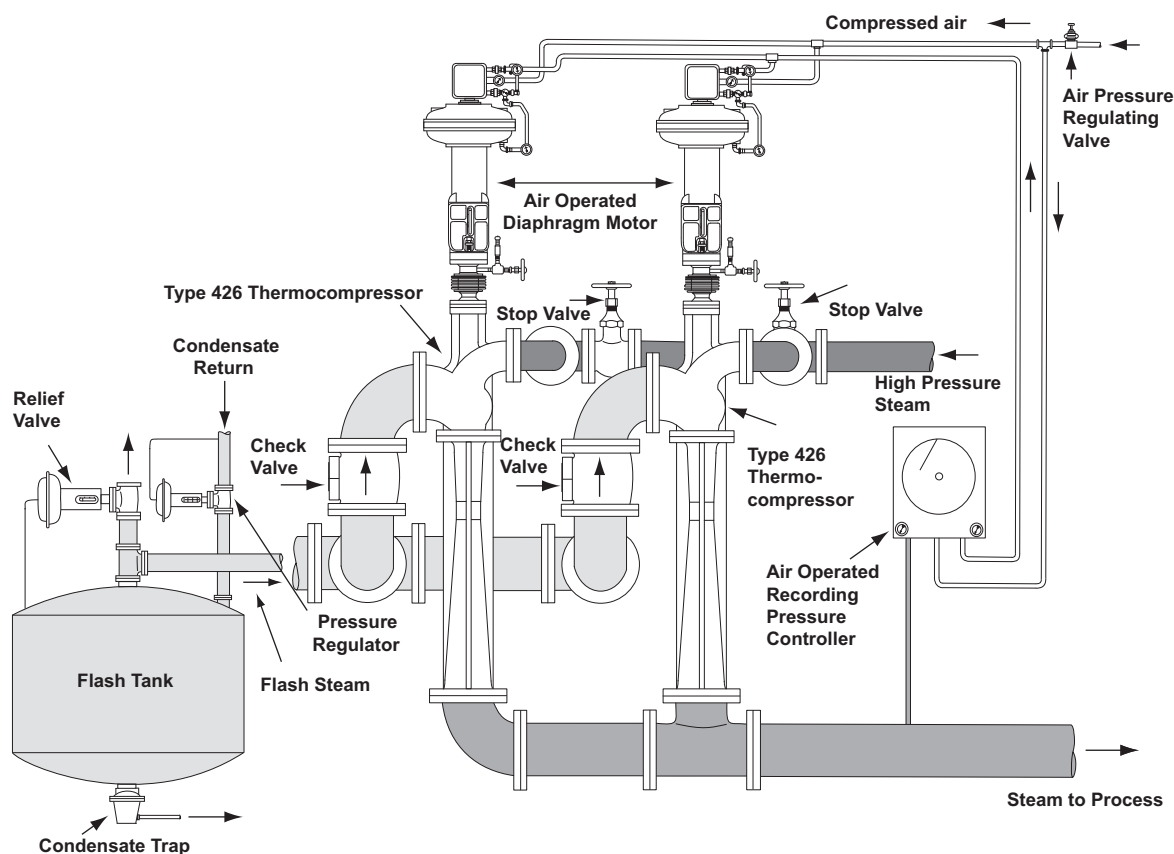 Compressed air
Air Pressure
Regulating
Valve
Air Operated
Diaphragm Motor
Type 426 Thermocompressor
Stop Valve
Stop Valve
Condensate
Return
High Pressure
Steam
Relief
Valve
Check
Valve
Check
Valve
Type 426
Thermo-
compressor
Air Operated
Recording
Pressure
Controller
Pressure
Regulator
Flash Tank
Flash Steam
Steam to Process
Condensate Trap